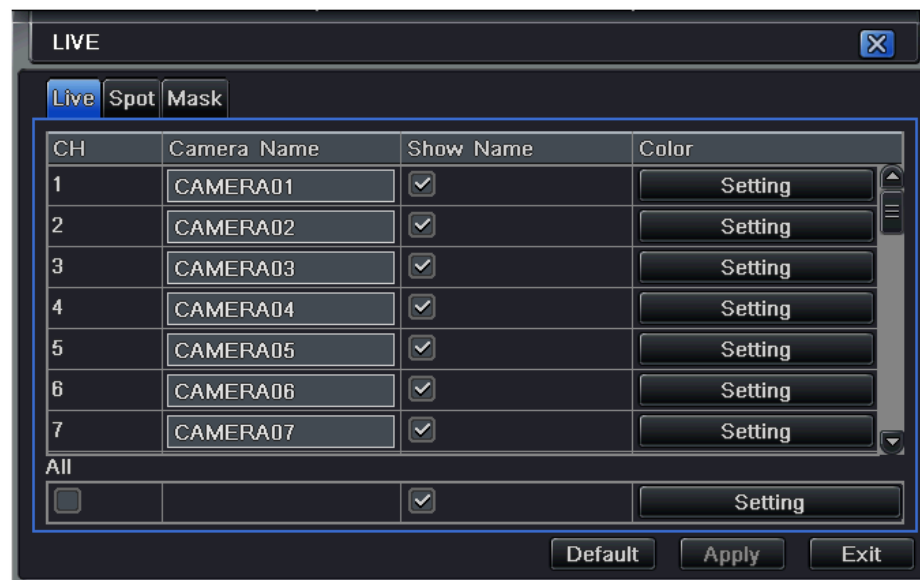 LIVE
Live Spot Mask
CH Camera Name Show Name Color
1 CAMERA01 Setting
2 CAMERA02 Setting
3 CAMERA03 Setting
4 CAMERA04 Setting
5 CAMERA05 Setting
6 CAMERA06 Setting
7 CAMERA07 Setting
All
Setting
Default Apply Exit